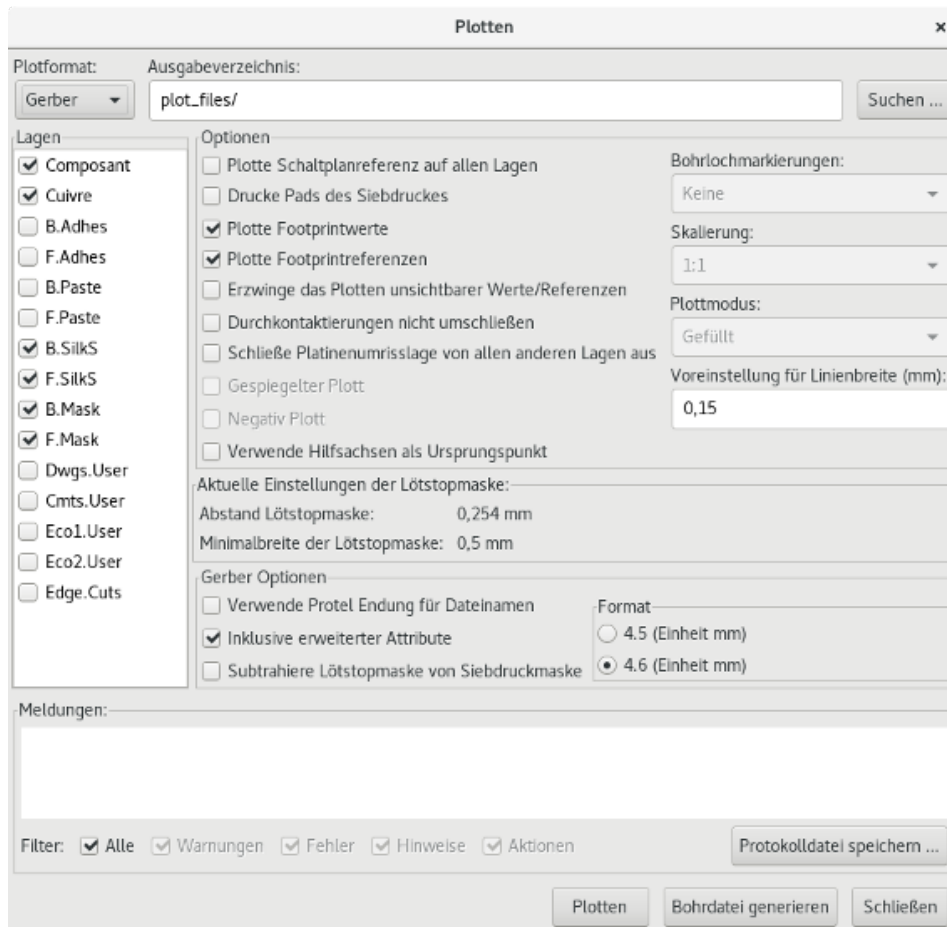 Plotten
Plotformat:
Ausgabeverzeichnis:
Gerber
plot_files/
Suchen ...
Lagen
Composant
Cuivre
B.Adhes
F.Adhes
B.Paste
F.Paste
B.SilkS
F.SilkS
B.Mask
F.Mask
Dwgs.User
Cmts.User
Eco1.User
Eco2.User
Edge.Cuts
Optionen
Plotte Schaltplanreferenz auf allen Lagen
Drucke Pads des Siebdruckes
Plotte Footprintwerte
Plotte Footprintreferenzen
Erzwinge das Plotten unsichtbarer Werte/Referenzen
Durchkontaktierungen nicht umschließen
Schließe Platinenumrisslage von allen anderen Lagen aus
Gespiegelter Plott
Negativ Plott
Verwende Hilfsachsen als Ursprungspunkt
Bohrlochmarkierungen:
Keine
Skalierung:
1:1
Plottmodus:
Gefüllt
Voreinstellung für Linienbreite (mm):
0,15
Aktuelle Einstellungen der Lötstopmaske:
Abstand Lötstopmaske: 0,254 mm
Minimalbreite der Lötstopmaske: 0,5 mm
Gerber Optionen
Verwende Protel Endung für Dateinamen
Inklusive erweiterter Attribute
Subtrahiere Lötstopmaske von Siebdruckmaske
Format
4.5 (Einheit mm)
4.6 (Einheit mm)
Meldungen:
Filter: Alle Warnungen Fehler Hinweise Aktionen
Protokolldatei speichern ...
Plotten Bohrdatei generieren Schließen